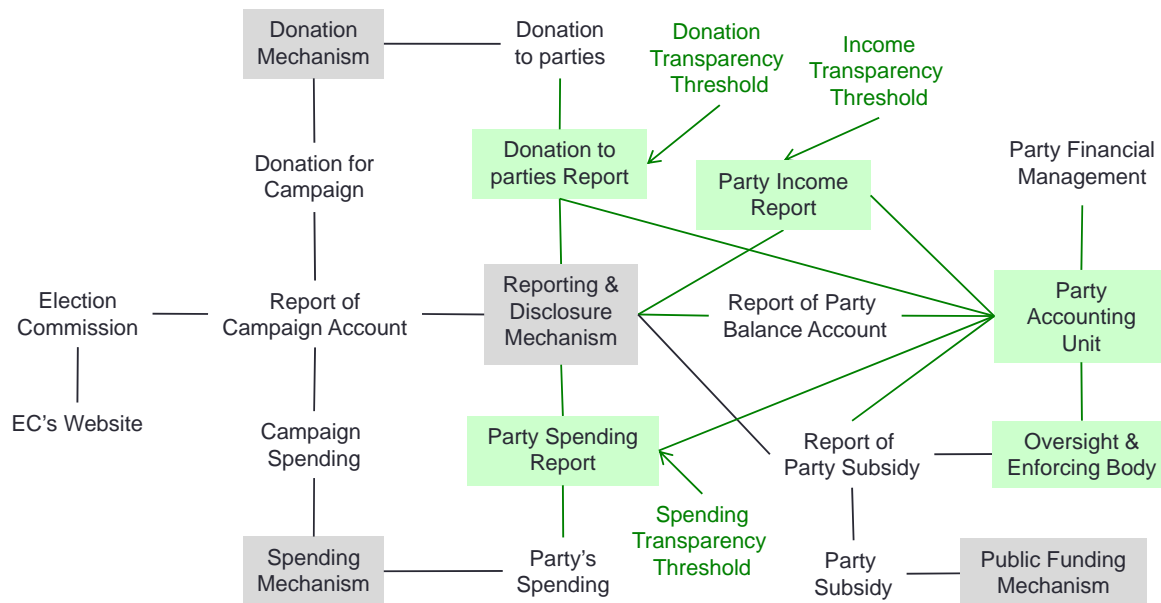 Donation
Mechanism
Donation
to parties
Donation
Transparency
Threshold
Income
Transparency
Threshold
Donation for
Campaign
Donation to
parties Report
Party Income
Report
Party Financial
Management
Election
Commission
Report of
Campaign Account
Reporting &
Disclosure
Mechanism
Report of Party
Balance Account
Party
Accounting
Unit
EC's Website
Campaign
Spending
Party Spending
Report
Report of
Party Subsidy
Oversight &
Enforcing Body
Spending
Transparency
Threshold
Spending
Mechanism
Party's
Spending
Party
Subsidy
Public Funding
Mechanism